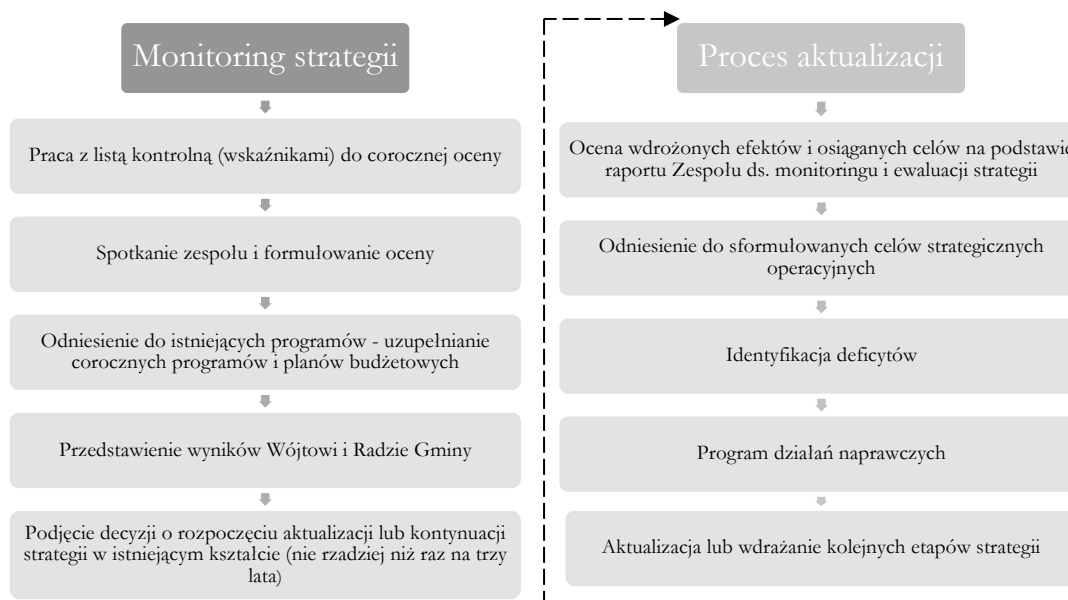 Monitoring strategii
Praca z listą kontrolną (wskaźnikami) do corocznej oceny
Spotkanie zespołu i formułowanie oceny
Odniesienie do istniejących programów - uzupełnianie
corocznych programów i planów budżetowych
Przedstawienie wyników Wójtowi i Radzie Gminy
Podjęcie decyzji o rozpoczęciu aktualizacji lub kontynuacji
strategii w istniejącym kształcie (nie rzadziej niż raz na trzy
lata)
Proces aktualizacji
Ocena wdrożonych efektów i osiąganych celów na podstawie
raportu Zespołu ds. monitoringu i ewaluacji strategii
Odniesienie do sformułowanych celów strategicznych
operacyjnych
Identyfikacja deficytów
Program działań naprawczych
Aktualizacja lub wdrażanie kolejnych etapów strategii